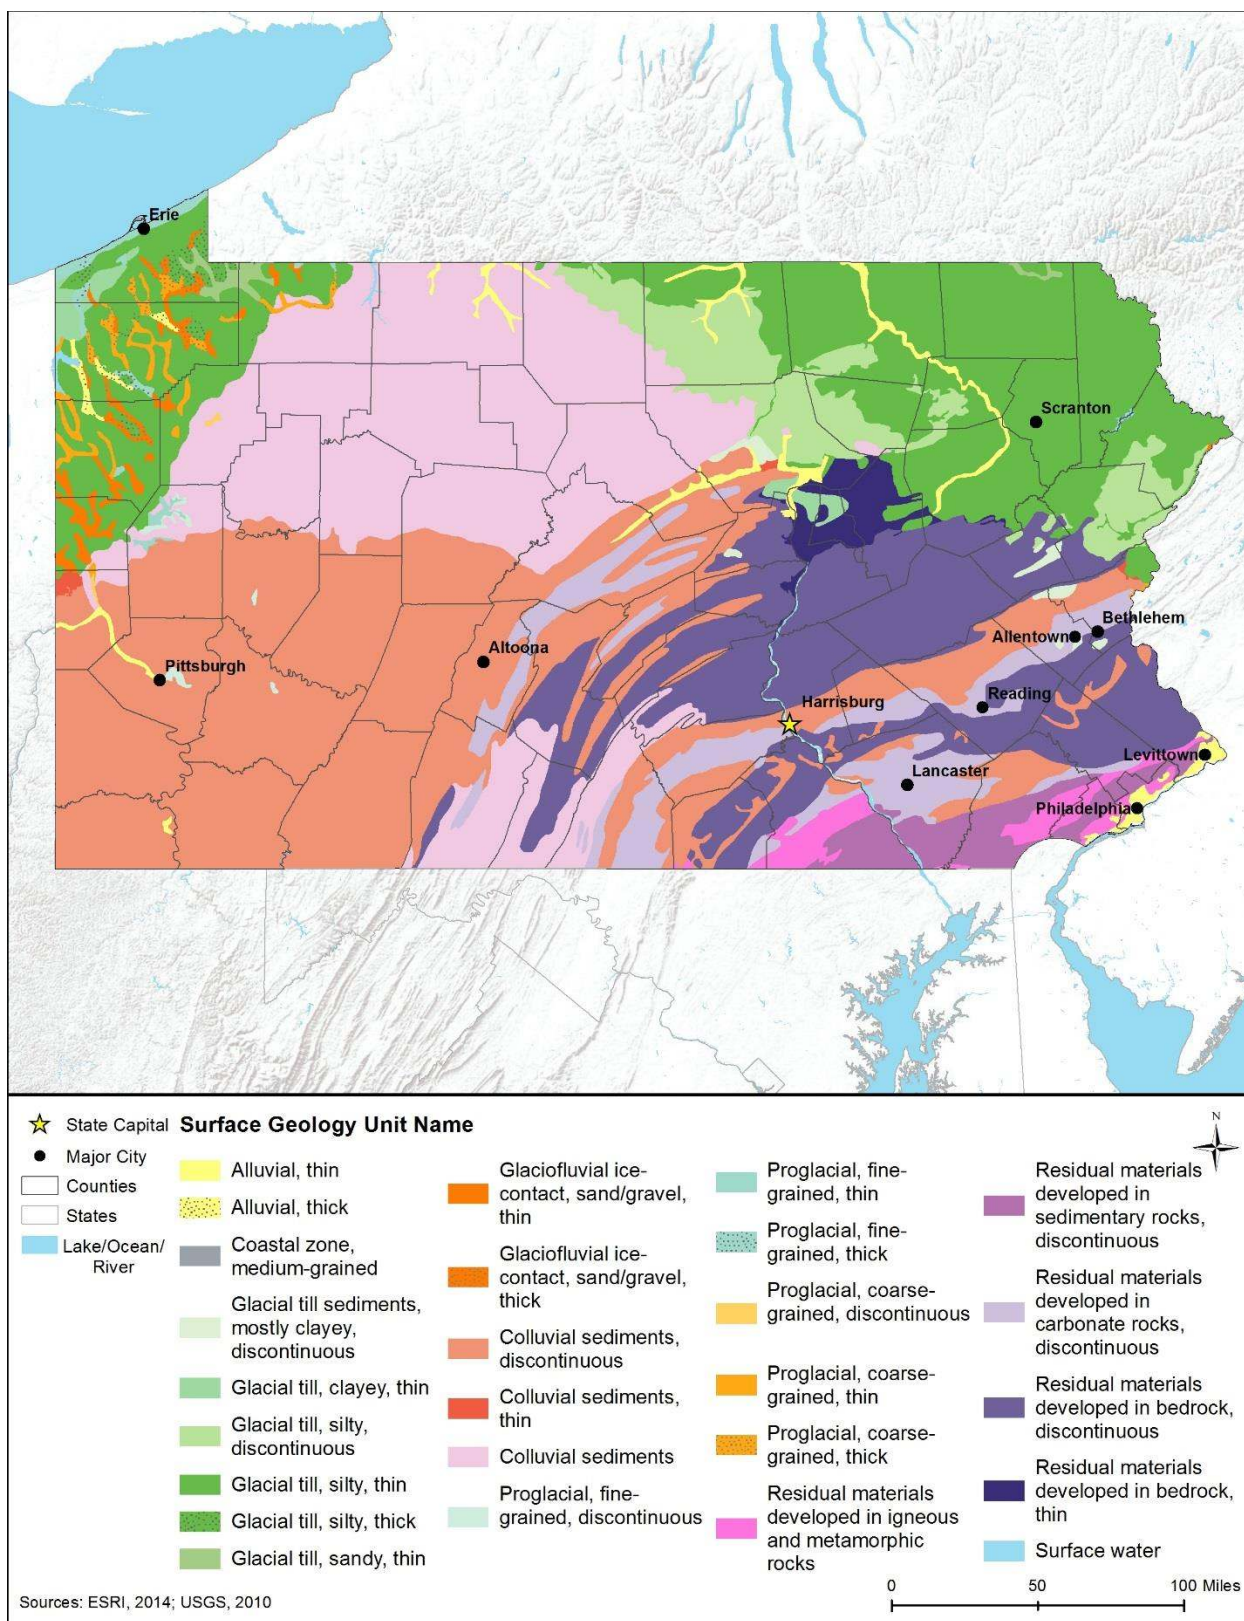 Erie
Scranton
Bethlehem
Allentown
Altoona
Pittsburgh
Reading
Harrisburg
Levittown
Lancaster
Philadelphia
State Capital
Major City
Counties
States
Lake/Ocean/
River
Surface Geology Unit Name
N
Alluvial, thin
Alluvial, thick
Coastal zone,
medium-grained
Glacial till sediments,
mostly clayey,
discontinuous
Glacial till, clayey, thin
Glacial till, silty,
discontinuous
Glacial till, silty, thin
Glacial till, silty, thick
Glacial till, sandy, thin
Glaciofluvial ice-
contact, sand/gravel,
thin
Glaciofluvial ice-
contact, sand/gravel,
thick
Colluvial sediments,
discontinuous
Colluvial sediments,
thin
Colluvial sediments
Proglacial, fine-
grained, discontinuous
Proglacial, fine-
grained, thin
Proglacial, fine-
grained, thick
Proglacial, coarse-
grained, discontinuous
Proglacial, coarse-
grained, thin
Proglacial, coarse-
grained, thick
Residual materials
developed in igneous
and metamorphic
rocks
Residual materials
developed in
sedimentary rocks,
discontinuous
Residual materials
developed in
carbonate rocks,
discontinuous
Residual materials
developed in bedrock,
discontinuous
Residual materials
developed in bedrock,
thin
Surface water
0 50 100 Miles
Sources: ESRI, 2014; USGS, 2010